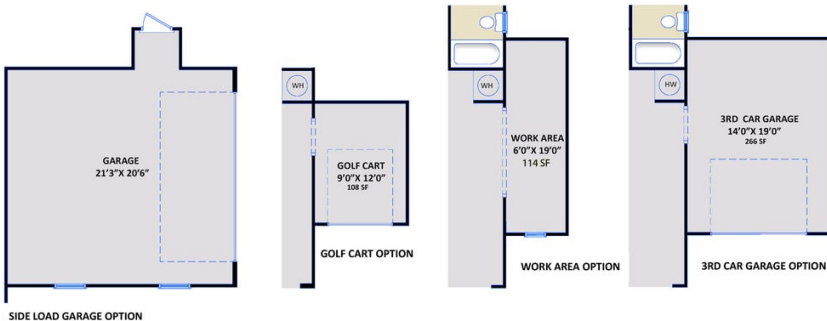 GARAGE
21'3"X 20'6"
SIDE LOAD GARAGE OPTION
WH
GOLF CART
9'0"X 12'0"
108 SF
GOLF CART OPTION
WH
WORK AREA
6'0"X 19'0"
114 SF
WORK AREA OPTION
HW
3RD CAR GARAGE
14'0"X 19'0"
266 SF
3RD CAR GARAGE OPTION